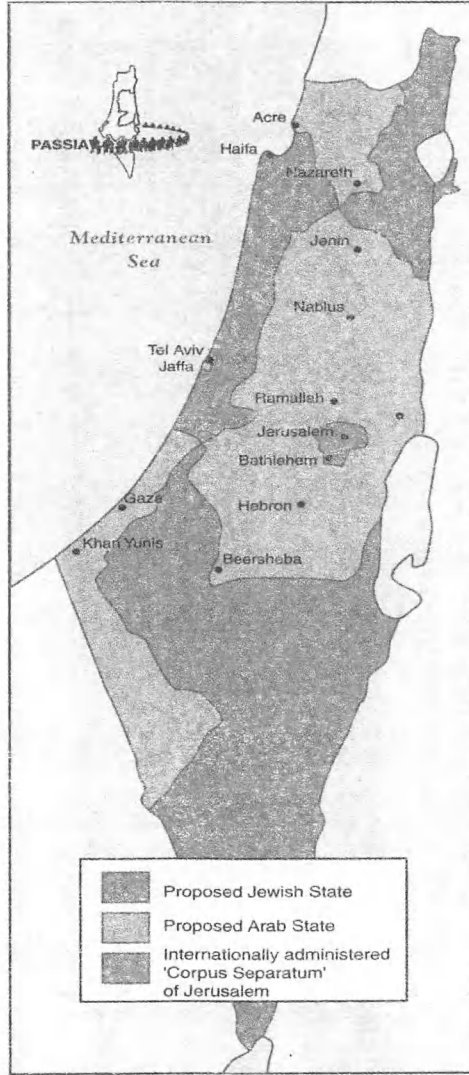 Acre
PASSIA
Haifa
Nazareth
Mediterranean
Sea
Jenin
Nablus
Tel Aviv
Jaffa
Ramallah
Jerusalem
Bathlehem
Gaza
Hebron
Khan Yunis
Beersheba
Proposed Jewish State
Proposed Arab State
Internationally administered
'Corpus Separatum'
of Jerusalem